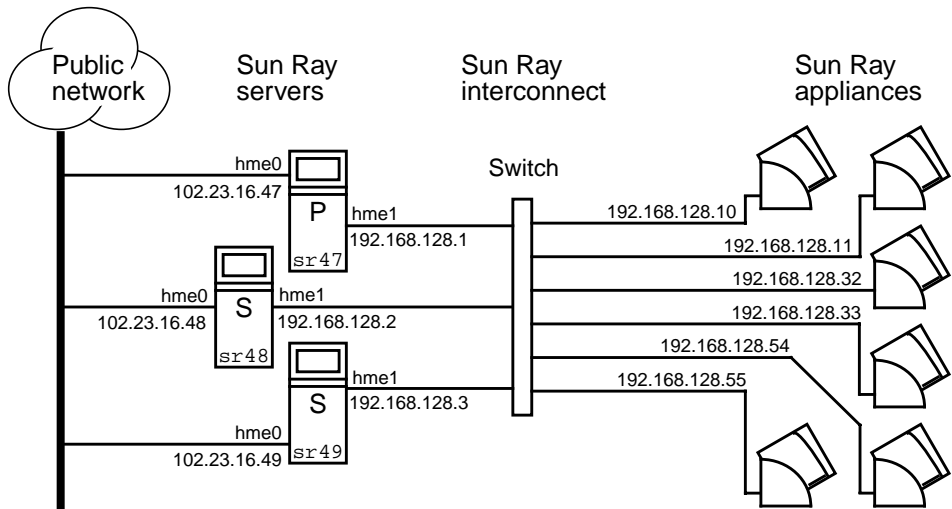 Public
network
Sun Ray
servers
Sun Ray
interconnect
Sun Ray
appliances
Switch
hme0
102.23.16.47
P
sr47
hme1
192.168.128.1
hme0
102.23.16.48
S
sr48
hme1
192.168.128.2
hme0
102.23.16.49
S
sr49
hme1
192.168.128.3
192.168.128.10
192.168.128.11
192.168.128.32
192.168.128.33
192.168.128.54
192.168.128.55